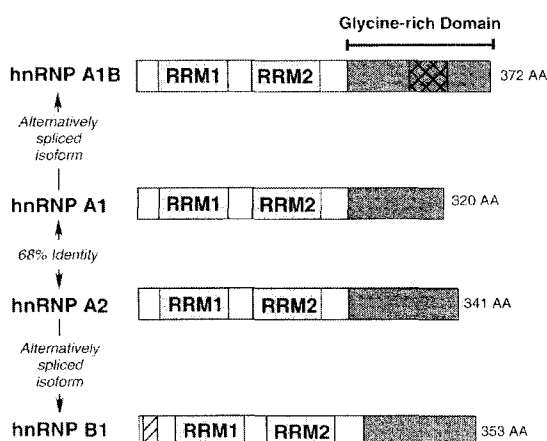 Glycine-rich Domain
hnRNP A1B RRM1 RRM2 372 AA
Alternatively
spliced
isoform
hnRNP A1 RRM1 RRM2 320 AA
68% Identity
hnRNP A2 RRM1 RRM2 341 AA
Alternatively
spliced
isoform
hnRNP B1 RRM1 RRM2 353 AA